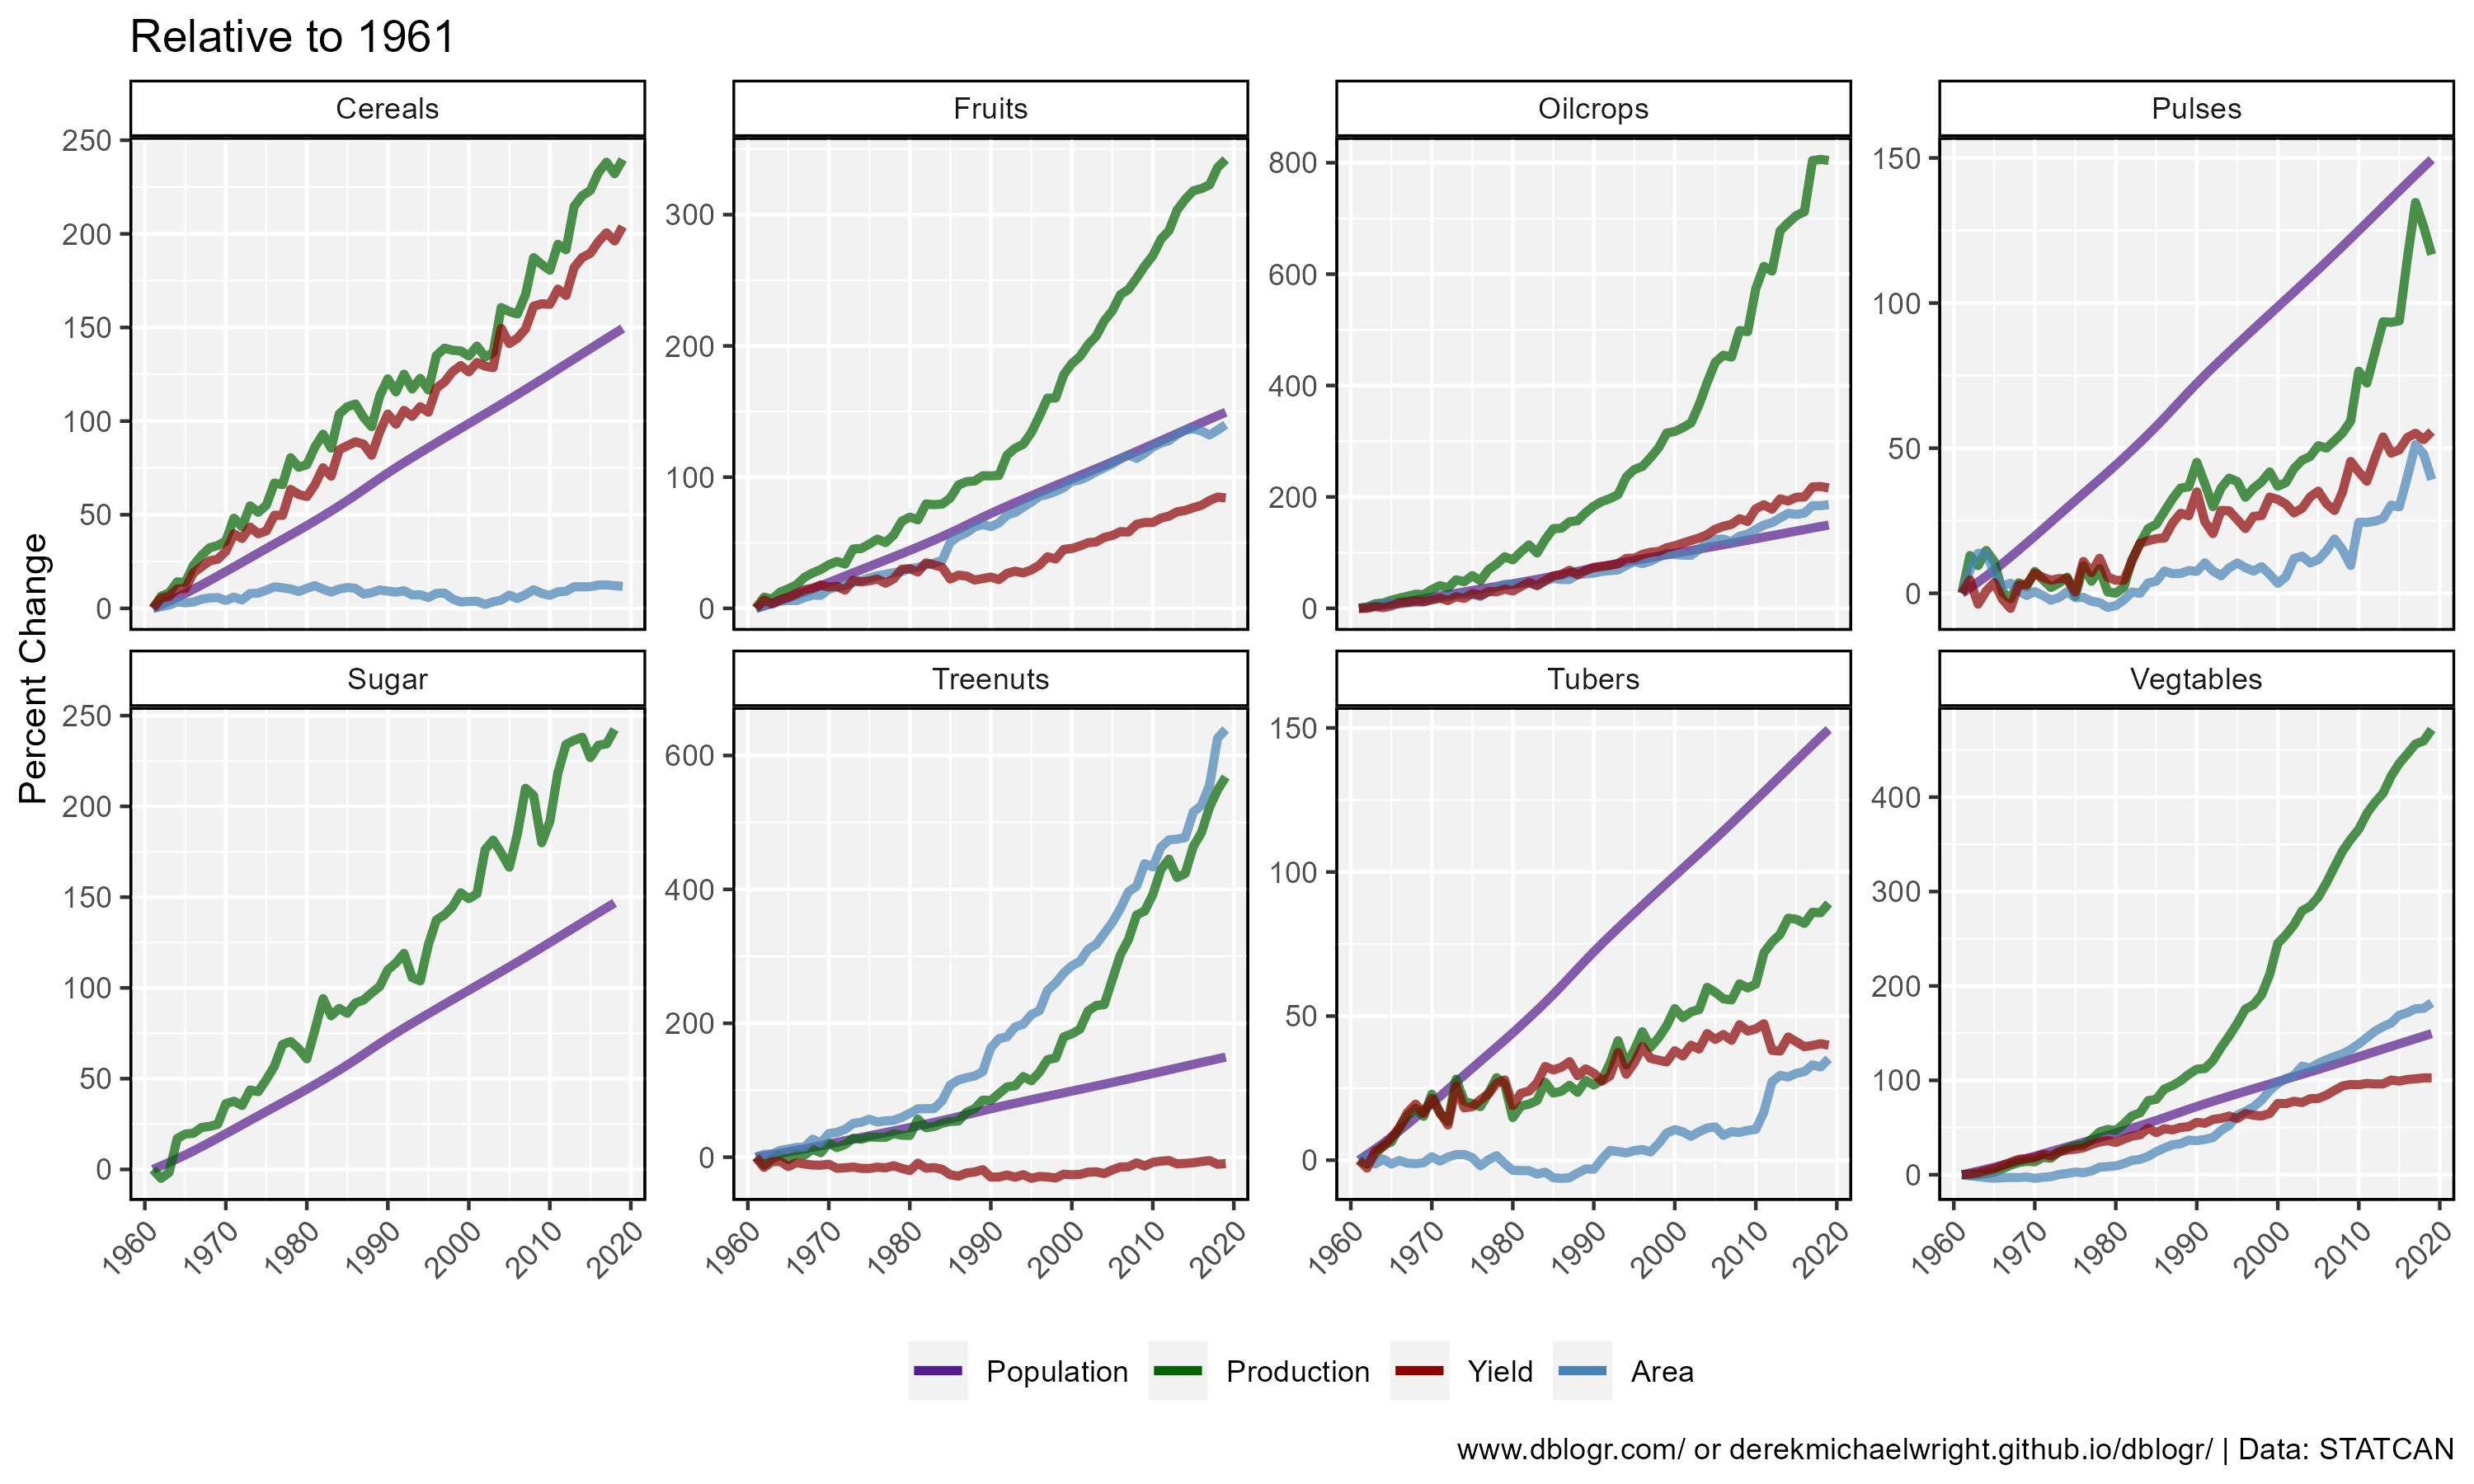 Relative to 1961
Cereals
Fruits
Oilcrops
Pulses
250
200
150
100
50
0
300
200
100
0
800
600
400
200
0
150
100
50
0
Percent Change
Sugar
Treenuts
Tubers
Vegtables
250
200
150
100
50
0
600
400
200
0
150
100
50
0
400
300
200
100
0
1960 1970 1980 1990 2000 2010 2020
1960 1970 1980 1990 2000 2010 2020
1960 1970 1980 1990 2000 2010 2020
1960 1970 1980 1990 2000 2010 2020
Population Production Yield Area
www.dblogr.com/ or derekmichaelwright.github.io/dblogr/ | Data: STATCAN